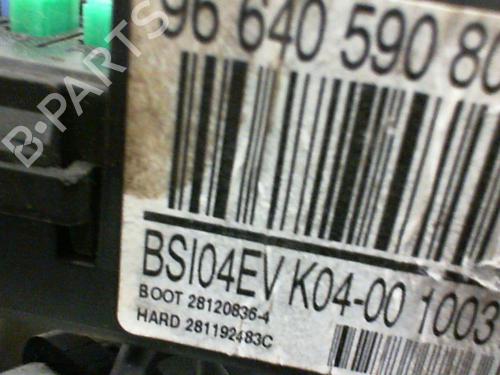 96 640 590 80
BSI04EV K04-00 1003
BOOT 28120836-4
HARD 281192483C
B-PARTS